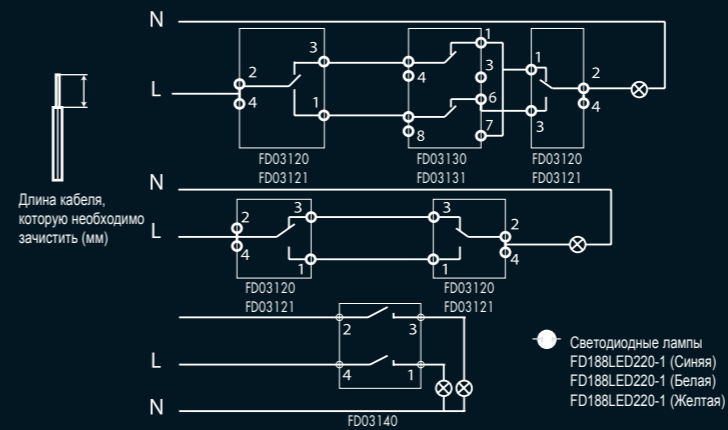 N
2 3 1 1 2
L 4 3 4
4 1 6 3
8 7
FD03120 FD03130 FD03120
FD03121 FD03131 FD03121
Длина кабеля,
которую необходимо
зачистить (мм)
N
2 3 3 2
L 4 1 1 4
FD03120 FD03120
FD03121 FD03121
2 3
L 4 1
N
FD03140
Светодиодные лампы
FD188LED220-1 (Синяя)
FD188LED220-1 (Белая)
FD188LED220-1 (Желтая)